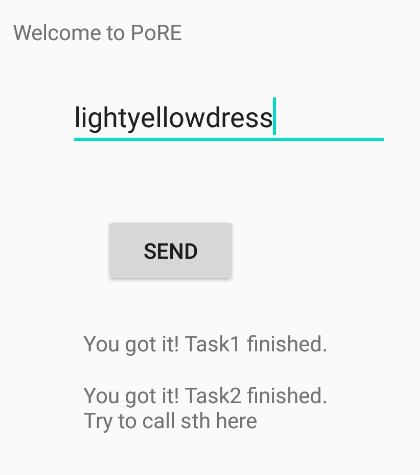 Welcome to PoRE
lightyellowdress
SEND
You got it! Task1 finished.
You got it! Task2 finished.
Try to call sth here